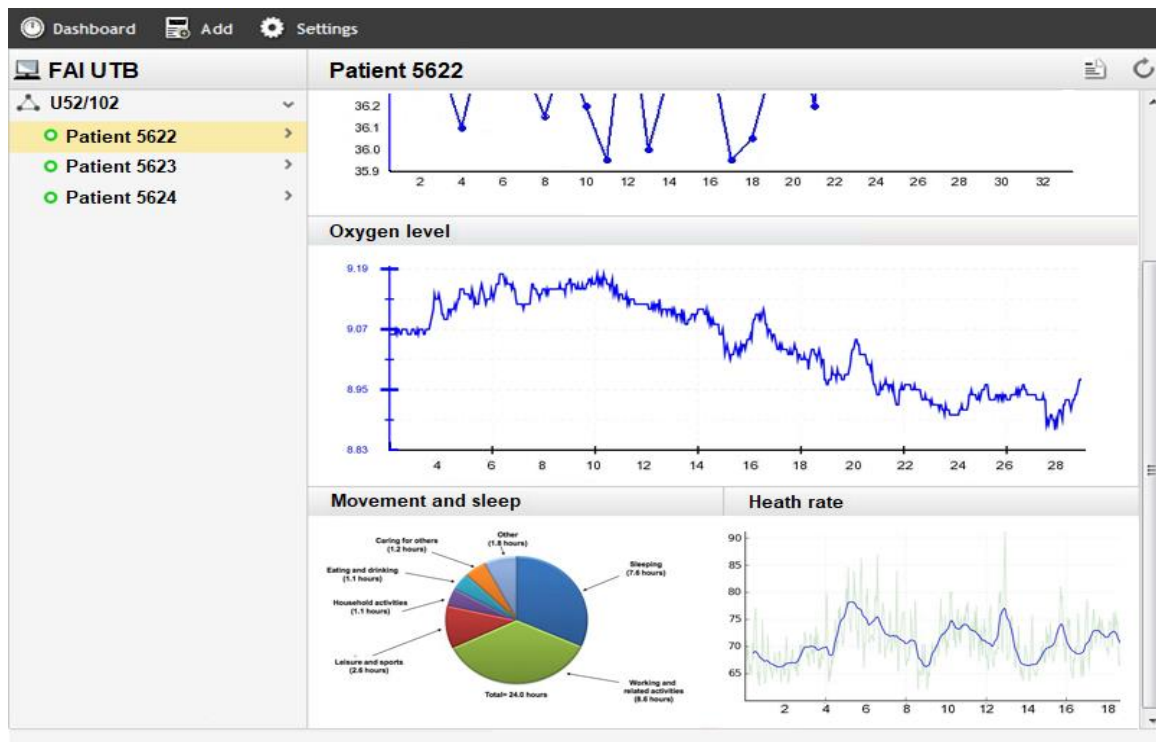 Dashboard Add Settings
FAI UTB
U52/102
Patient 5622
Patient 5623
Patient 5624
Patient 5622
36.2
36.1
36.0
35.9
2 4 6 8 10 12 14 16 18 20 22 24 26 28 30 32
Oxygen level
9.19
9.07
8.95
8.83
4 6 8 10 12 14 16 18 20 22 24 26 28
Movement and sleep
Other
(1.8 hours)
Caring for others
(1.2 hours)
Eating and drinking
(1.1 hours)
Household activities
(1.1 hours)
Leisure and sports
(2.6 hours)
Sleeping
(7.6 hours)
Working and
related activities
(8.6 hours)
Total= 24.0 hours
Heath rate
90
85
80
75
70
65
2 4 6 8 10 12 14 16 18